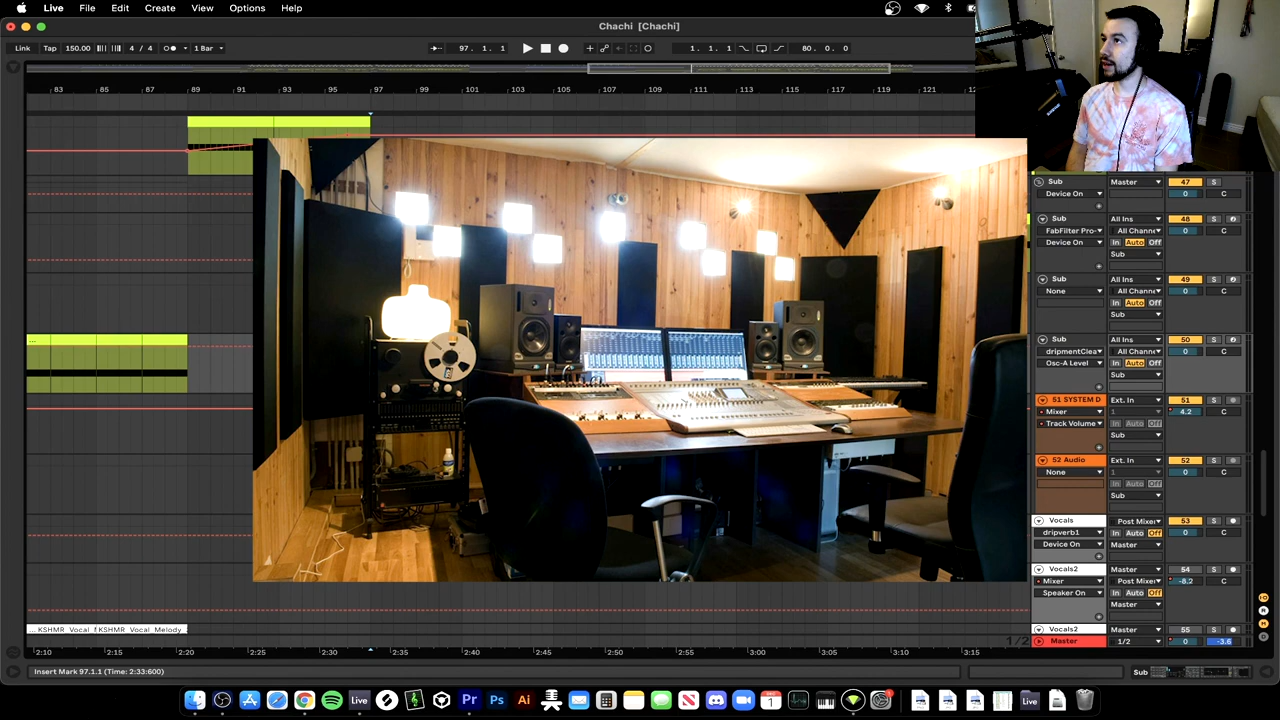 Live File Edit Create View Options Help
Chachi [Chachi]
Link Tap 150.00 4 / 4 1 Bar 97. 1. 1 1. 1. 1 80. 0. 0
83 85 87 89 91 93 95 97 99 101 103 105 107 109 111 113 115 117 119 121
Sub Master 47 S
Device On 0 C
Sub All Ins 48 S
FabFilter Pro- All Chann 0 C
Device On In Auto Off
Sub
Sub All Ins 49 S
None All Chann 0 C
In Auto Off
Sub
Sub All Ins 50 S
dripmentClea All Chann 0 C
Osc-A Level In Auto Off
Sub
51 SYSTEM D Ext. In 51 S
Mixer 1 4.2 C
Track Volume In Auto Off
Sub
52 Audio Ext. In 52 S
None 1 0 C
In Auto Off
Sub
Vocals Post Mixer 53 S
dripverb1 In Auto Off 0 C
Device On Master
Vocals2 Master 54 S
Mixer Post Mixer -8.2 C
Speaker On In Auto Off
Master
... KSHMR_Vocal_f KSHMR_Vocal_Melody_ Vocals2 Master 55 S
1/2 Master 1/2 0 -3.6
2:10 2:15 2:20 2:25 2:30 2:35 2:40 2:45 2:50 2:55 3:00 3:05 3:10 3:15
Insert Mark 97.1.1 (Time: 2:33:600) Sub
Live Pr Ps Ai Live